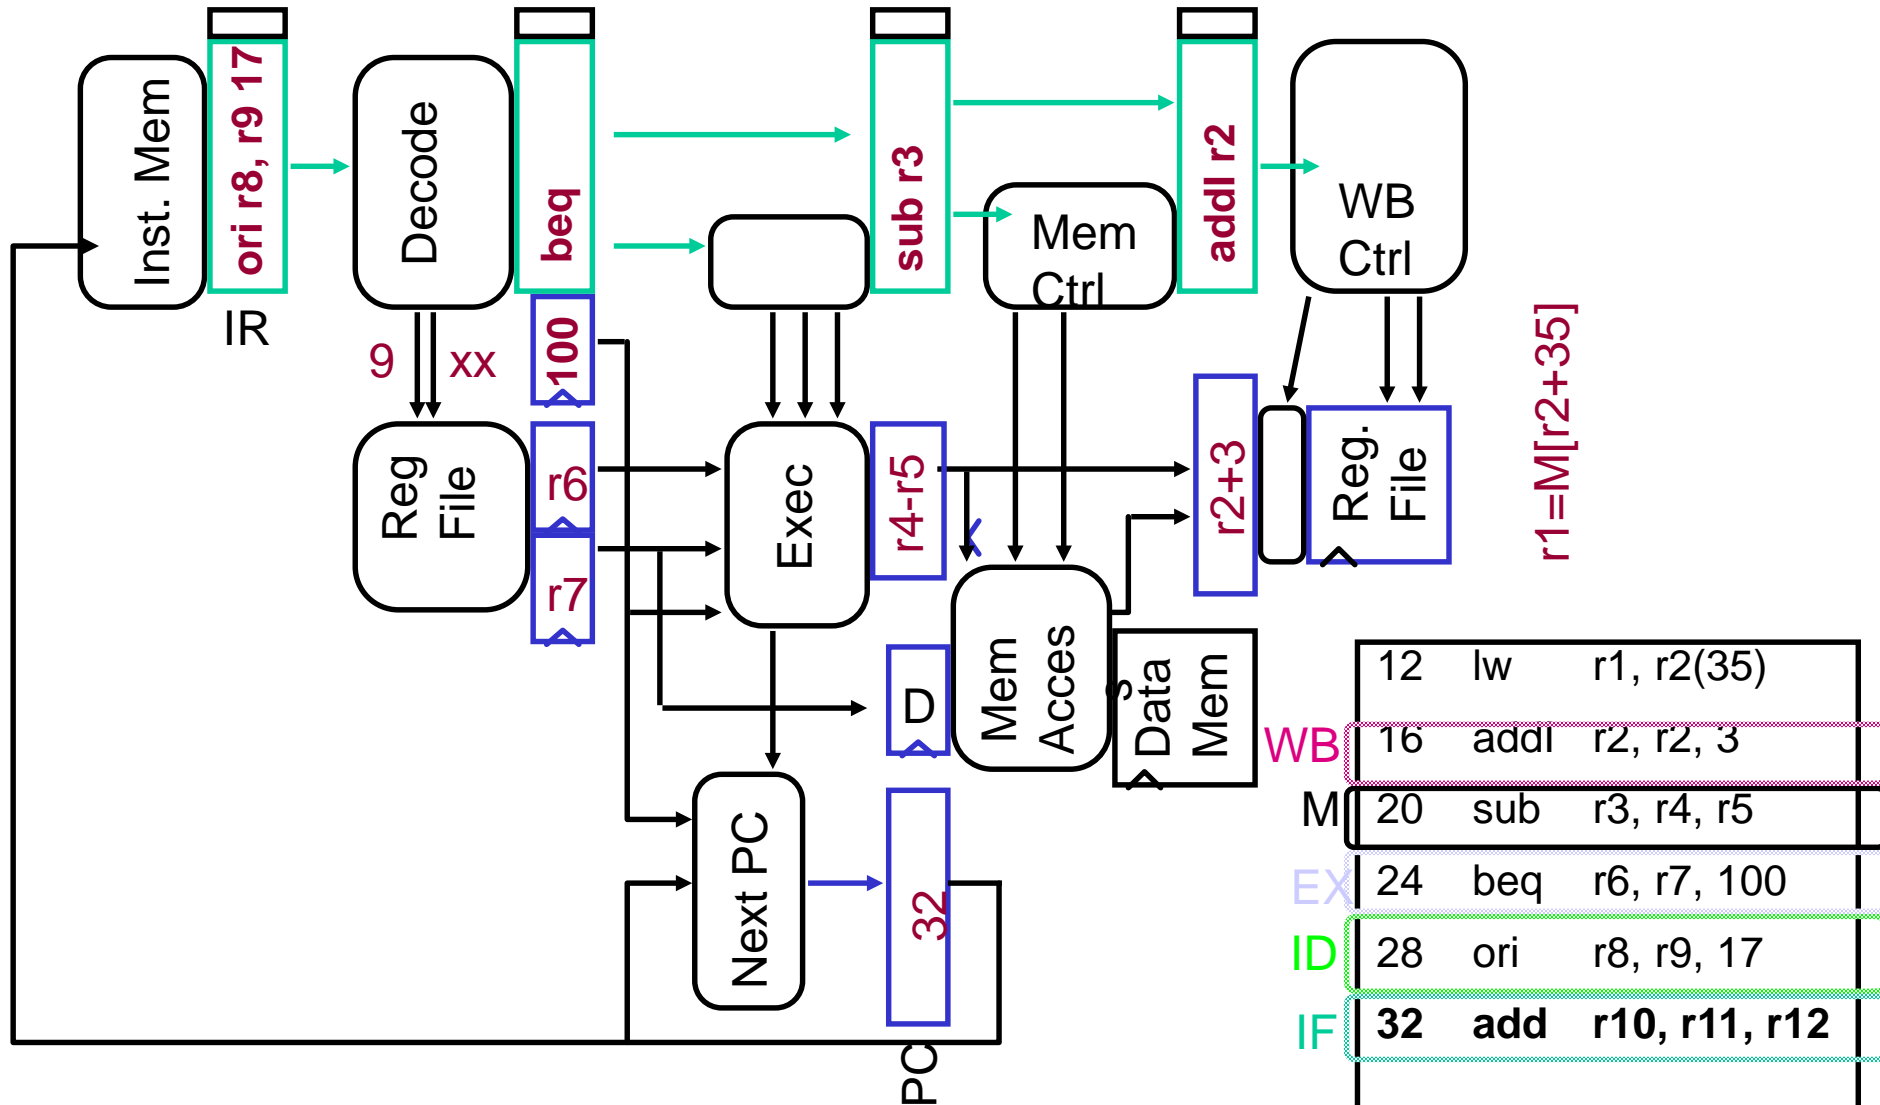 Inst. Mem
ori r8, r9 17
IR
Decode
beq
100
9
xx
Reg
File
r6
r7
Exec
sub r3
r4-r5
Mem
Ctrl
addI r2
WB
Ctrl
r2+3
Reg.
File
r1=M[r2+35]
D
Mem
Acces
s
Data
Mem
Next PC
32
PC
12 lw r1, r2(35)
WB 16 addI r2, r2, 3
M 20 sub r3, r4, r5
EX 24 beq r6, r7, 100
ID 28 ori r8, r9, 17
IF 32 add r10, r11, r12